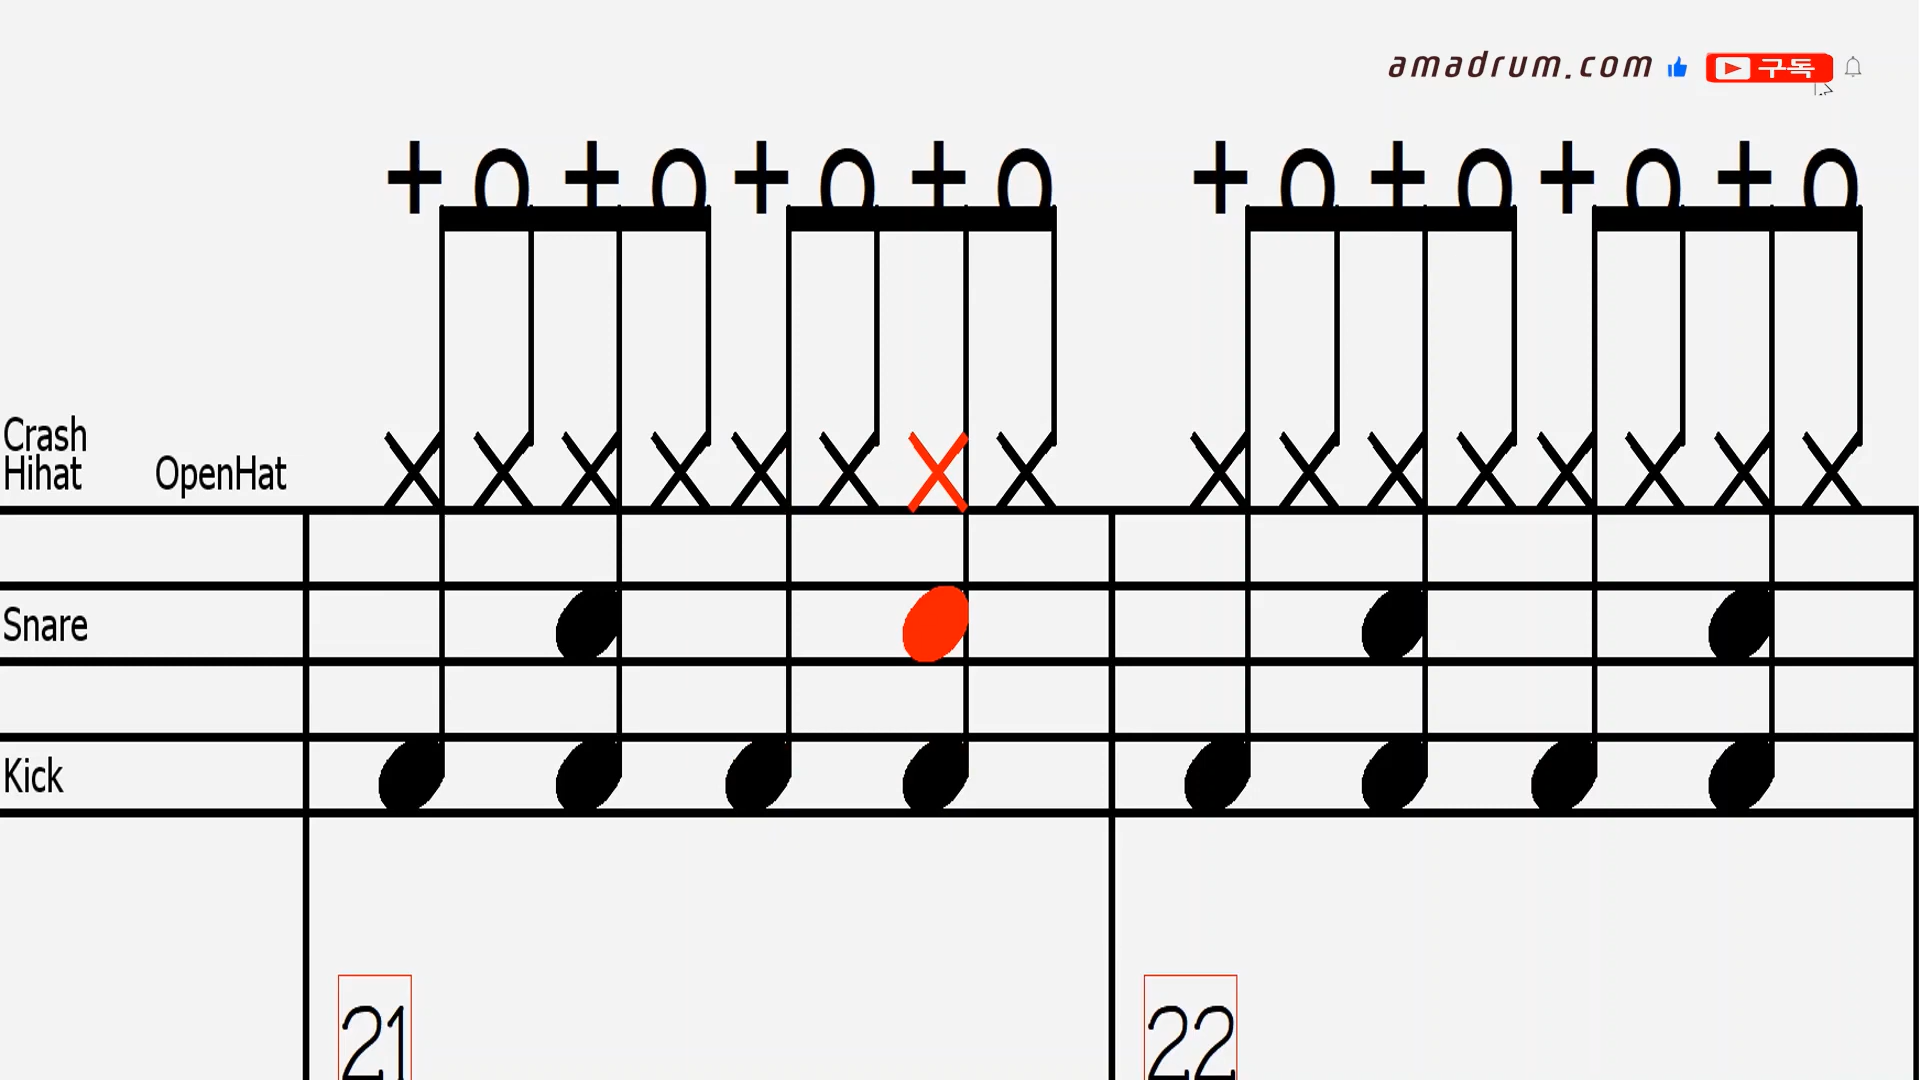 amadrum.com 구독
+ o + o + o + o + o + o + o + o
Crash
Hihat OpenHat
Snare
Kick
21 22